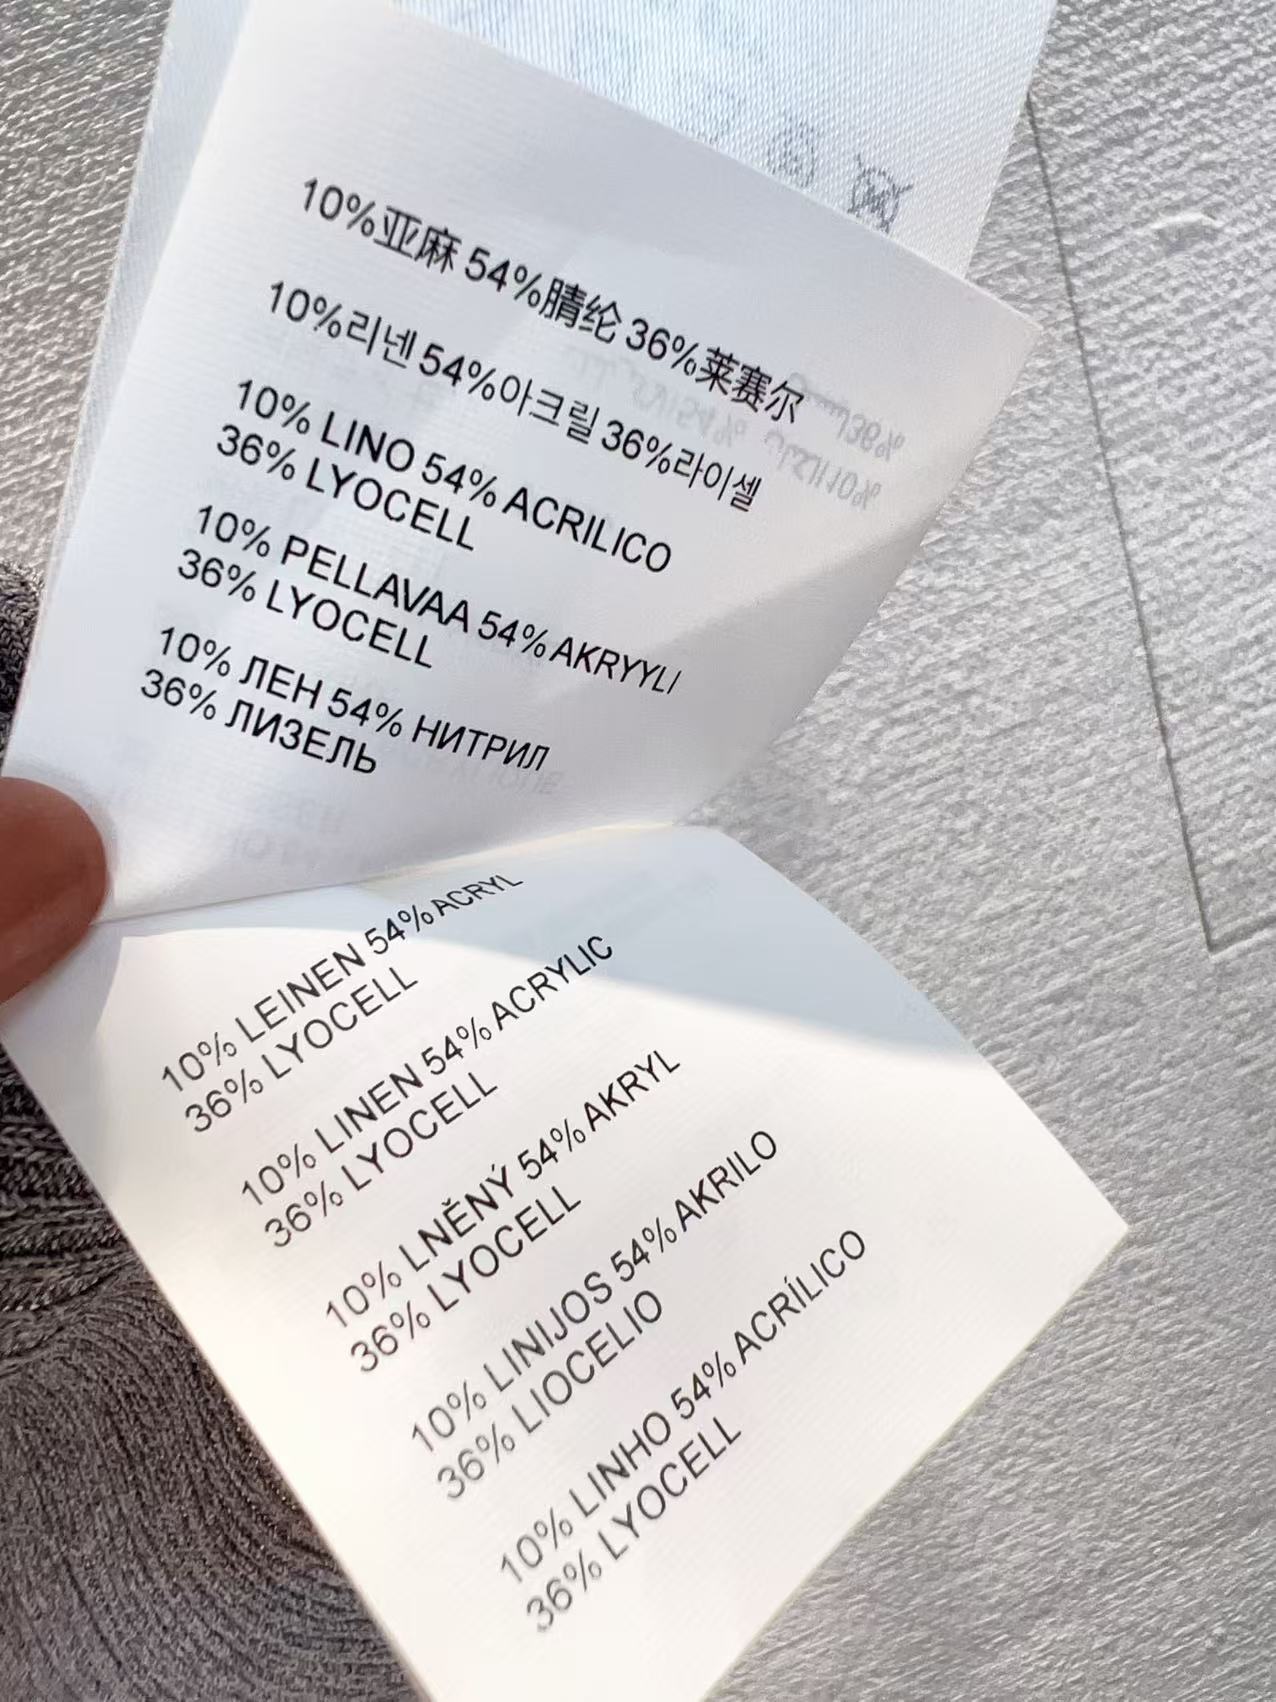 10%亚麻 54%腈纶 36%莱赛尔
10%리넨 54%아크릴 36%라이셀
10% LINO 54% ACRILICO
36% LYOCELL
10% PELLAVAA 54% AKRYYLI
36% LYOCELL
10% ЛЕН 54% НИТРИЛ
36% ЛИЗЕЛЬ
10% LEINEN 54% ACRYL
36% LYOCELL
10% LINEN 54% ACRYLIC
36% LYOCELL
10% LNĚNÝ 54% AKRYL
36% LYOCELL
10% LINIJOS 54% AKRILO
36% LIOCELIO
10% LINHO 54% ACRÍLICO
36% LYOCELL